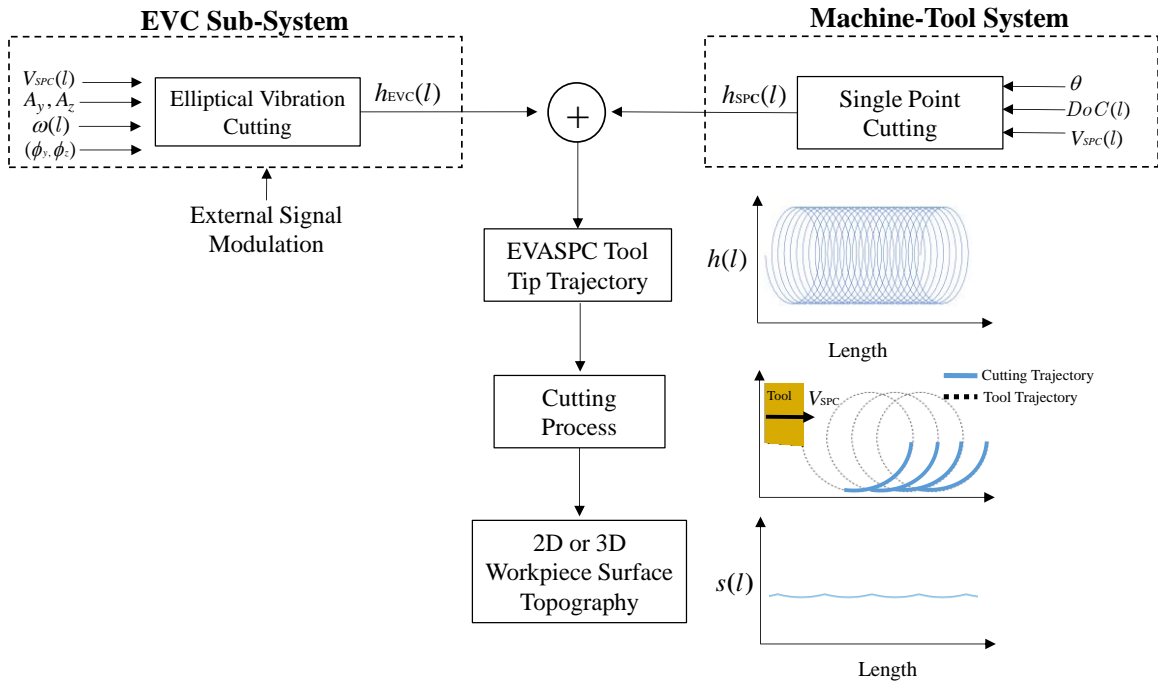 EVC Sub-System
Machine-Tool System
V_SPC(l)
A_y, A_z
ω(l)
(ϕ_y, ϕ_z)
Elliptical Vibration
Cutting
h_EVC(l)
+
h_SPC(l)
Single Point
Cutting
θ
DoC(l)
V_SPC(l)
External Signal
Modulation
EVASPC Tool
Tip Trajectory
h(l)
Length
Cutting
Process
Tool
V_SPC
Cutting Trajectory
Tool Trajectory
2D or 3D
Workpiece Surface
Topography
s(l)
Length